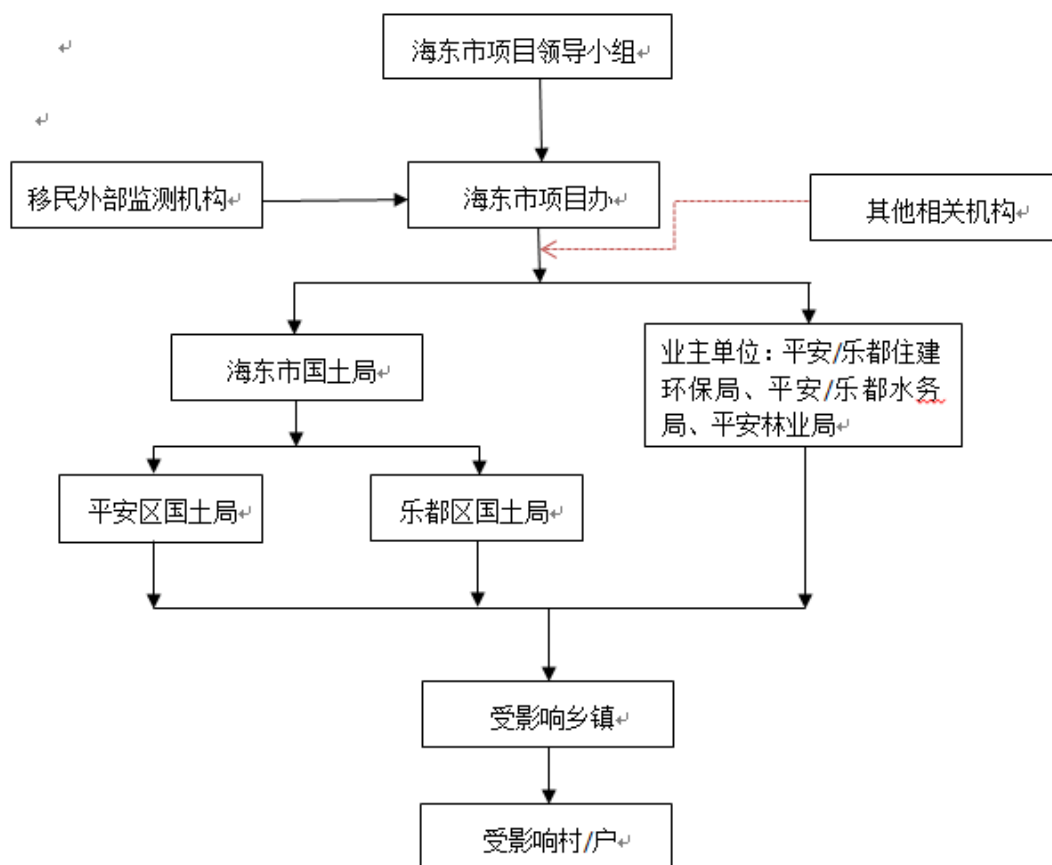 海东市项目领导小组
移民外部监测机构
海东市项目办
其他相关机构
海东市国土局
业主单位：平安/乐都住建
环保局、平安/乐都水务
局、平安林业局
平安区国土局
乐都区国土局
受影响乡镇
受影响村/户